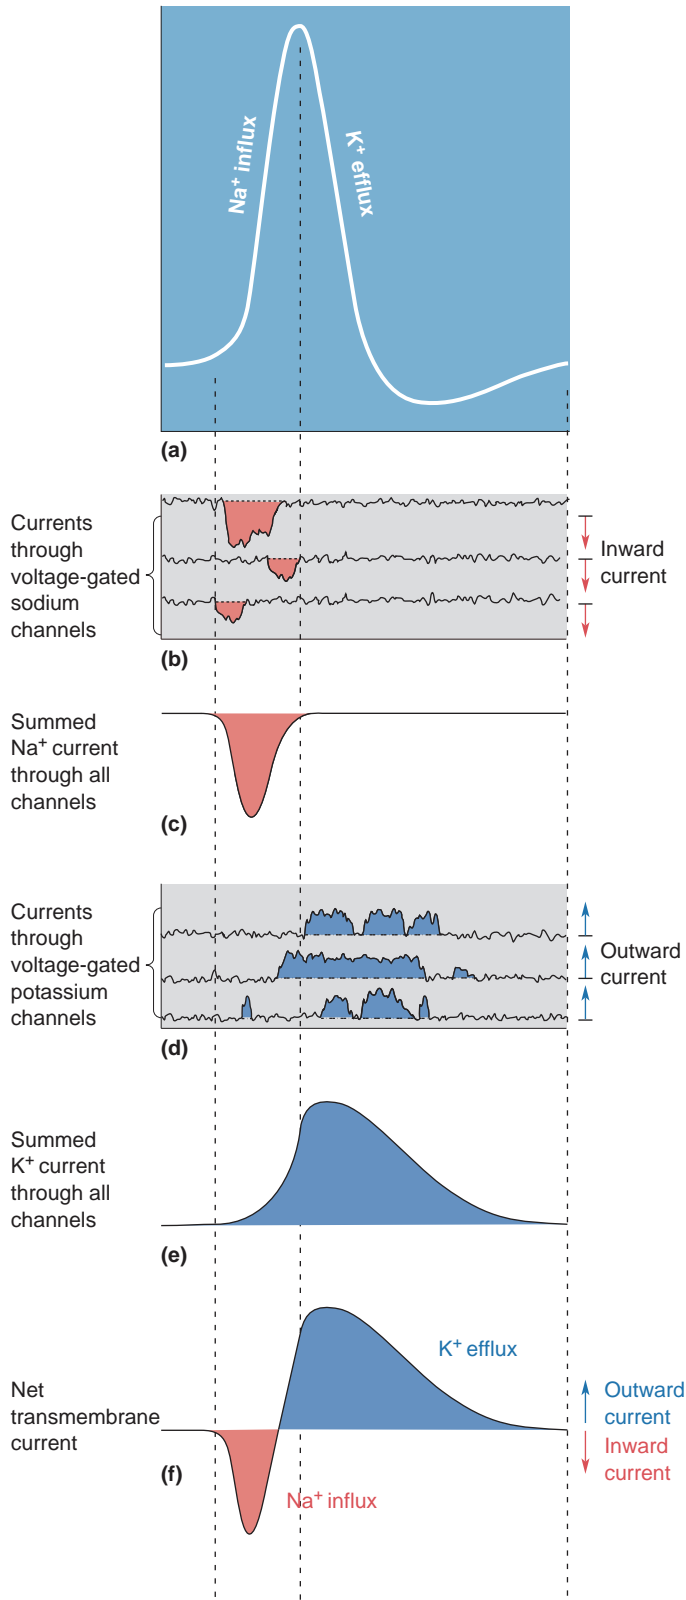 Na⁺ influx
K⁺ efflux
(a)
Currents
through
voltage-gated
sodium
channels
Inward
current
(b)
Summed
Na⁺ current
through all
channels
(c)
Currents
through
voltage-gated
potassium
channels
Outward
current
(d)
Summed
K⁺ current
through all
channels
(e)
K⁺ efflux
Net
transmembrane
current
Outward
current
Inward
current
(f)
Na⁺ influx